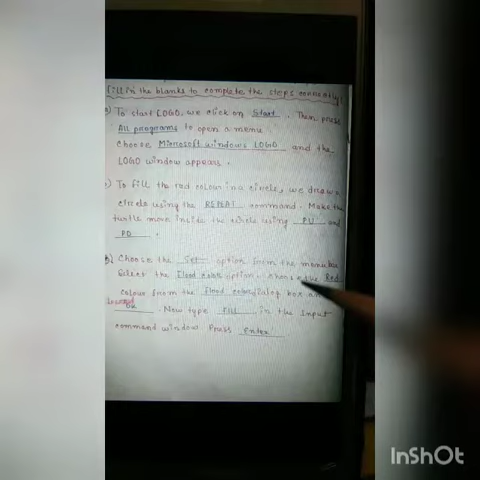 Fill in the blanks to complete the steps correctly:
a) To start LOGO, we click on Start. Then press
All programs to open a menu.
Choose Microsoft windows LOGO and the
LOGO window appears.
To fill the red colour in a circle, we draw a
circle using the REPEAT command. Make the
turtle move inside the circle using PU and
PD.
b) Choose the Set option from the menu bar
Select the Flood color option. the Red
colour from the Flood color dialog box and
OK. Now type Fill in the Input
command window Press Enter
InShOt